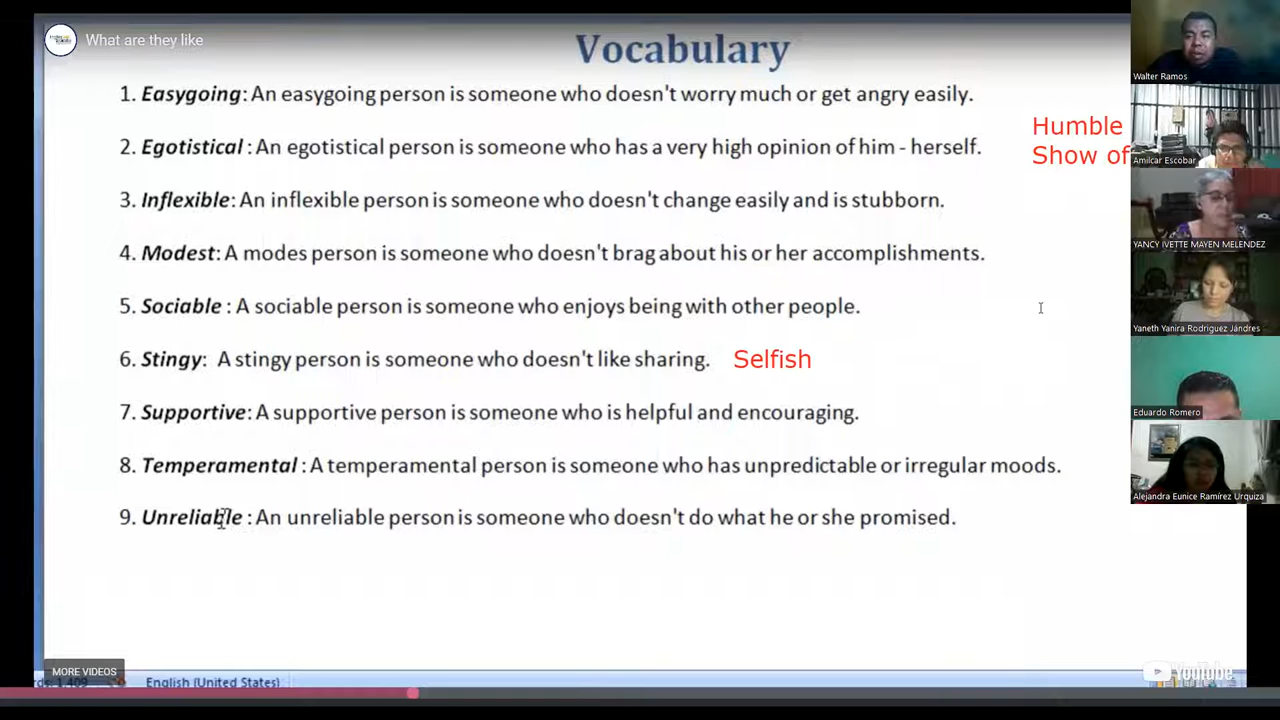 What are they like
Vocabulary
1. Easygoing: An easygoing person is someone who doesn't worry much or get angry easily.
Humble
2. Egotistical : An egotistical person is someone who has a very high opinion of him - herself.
Show of
3. Inflexible: An inflexible person is someone who doesn't change easily and is stubborn.
4. Modest: A modes person is someone who doesn't brag about his or her accomplishments.
5. Sociable : A sociable person is someone who enjoys being with other people.
6. Stingy: A stingy person is someone who doesn't like sharing. Selfish
7. Supportive: A supportive person is someone who is helpful and encouraging.
8. Temperamental : A temperamental person is someone who has unpredictable or irregular moods.
9. Unreliable : An unreliable person is someone who doesn't do what he or she promised.
MORE VIDEOS
YouTube
1,409
English (United States)
Walter Ramos
Amilcar Escobar
YANCY IVETTE MAYEN MELENDEZ
Yaneth Yanira Rodriguez Jándres
Eduardo Romero
Alejandra Eunice Ramírez Urquiza